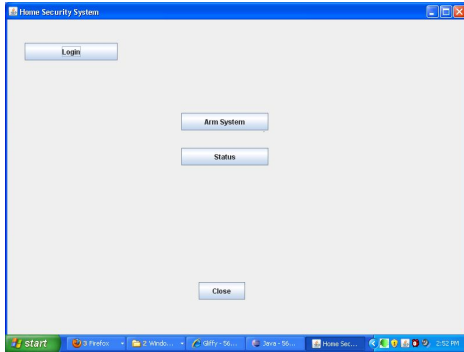 Home Security System
Login
Arm System
Status
Close
start
3 Firefox
2 Windo...
Gliffy - 56...
Java - 56...
Home Sec...
2:52 PM